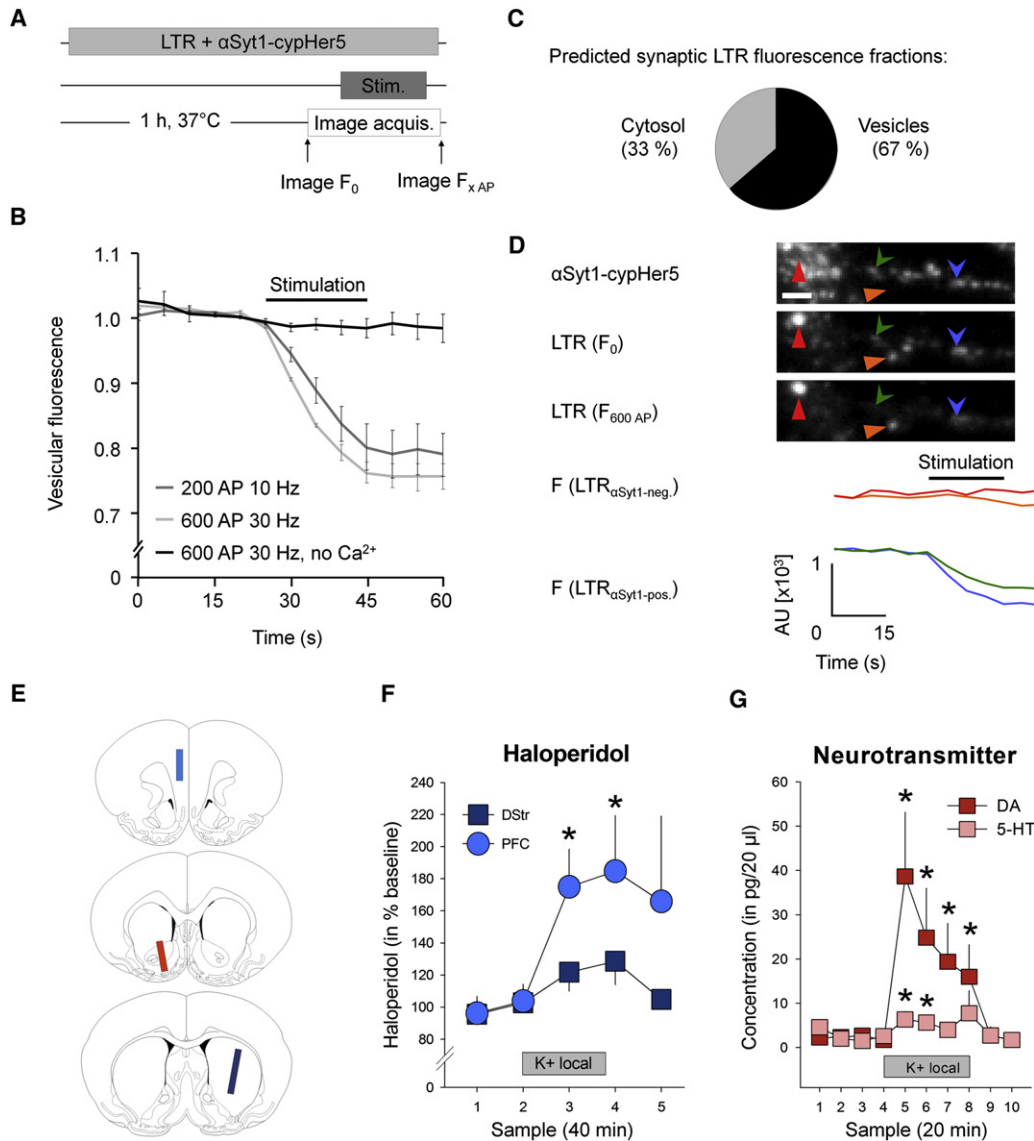 A
LTR + αSyt1-cypHer5
Stim.
1 h, 37°C
Image acquis.
Image F0
Image Fx AP
B
Vesicular fluorescence
1.1
1.0
0.9
0.8
0.7
0
Stimulation
200 AP 10 Hz
600 AP 30 Hz
600 AP 30 Hz, no Ca2+
0 15 30 45 60
Time (s)
C
Predicted synaptic LTR fluorescence fractions:
Cytosol
(33 %)
Vesicles
(67 %)
D
αSyt1-cypHer5
LTR (F0)
LTR (F600 AP)
Stimulation
F (LTRαSyt1-neg.)
F (LTRαSyt1-pos.)
AU [x10³]
1
0
15
Time (s)
E
F
Haloperidol
Haloperidol (in % baseline)
240
220
200
180
160
140
120
100
80
0
DStr
PFC
* *
K+ local
1 2 3 4 5
Sample (40 min)
G
Neurotransmitter
Concentration (in pg/20 µl)
60
50
40
30
20
10
0
DA
5-HT
* * * *
* *
K+ local
1 2 3 4 5 6 7 8 9 10
Sample (20 min)